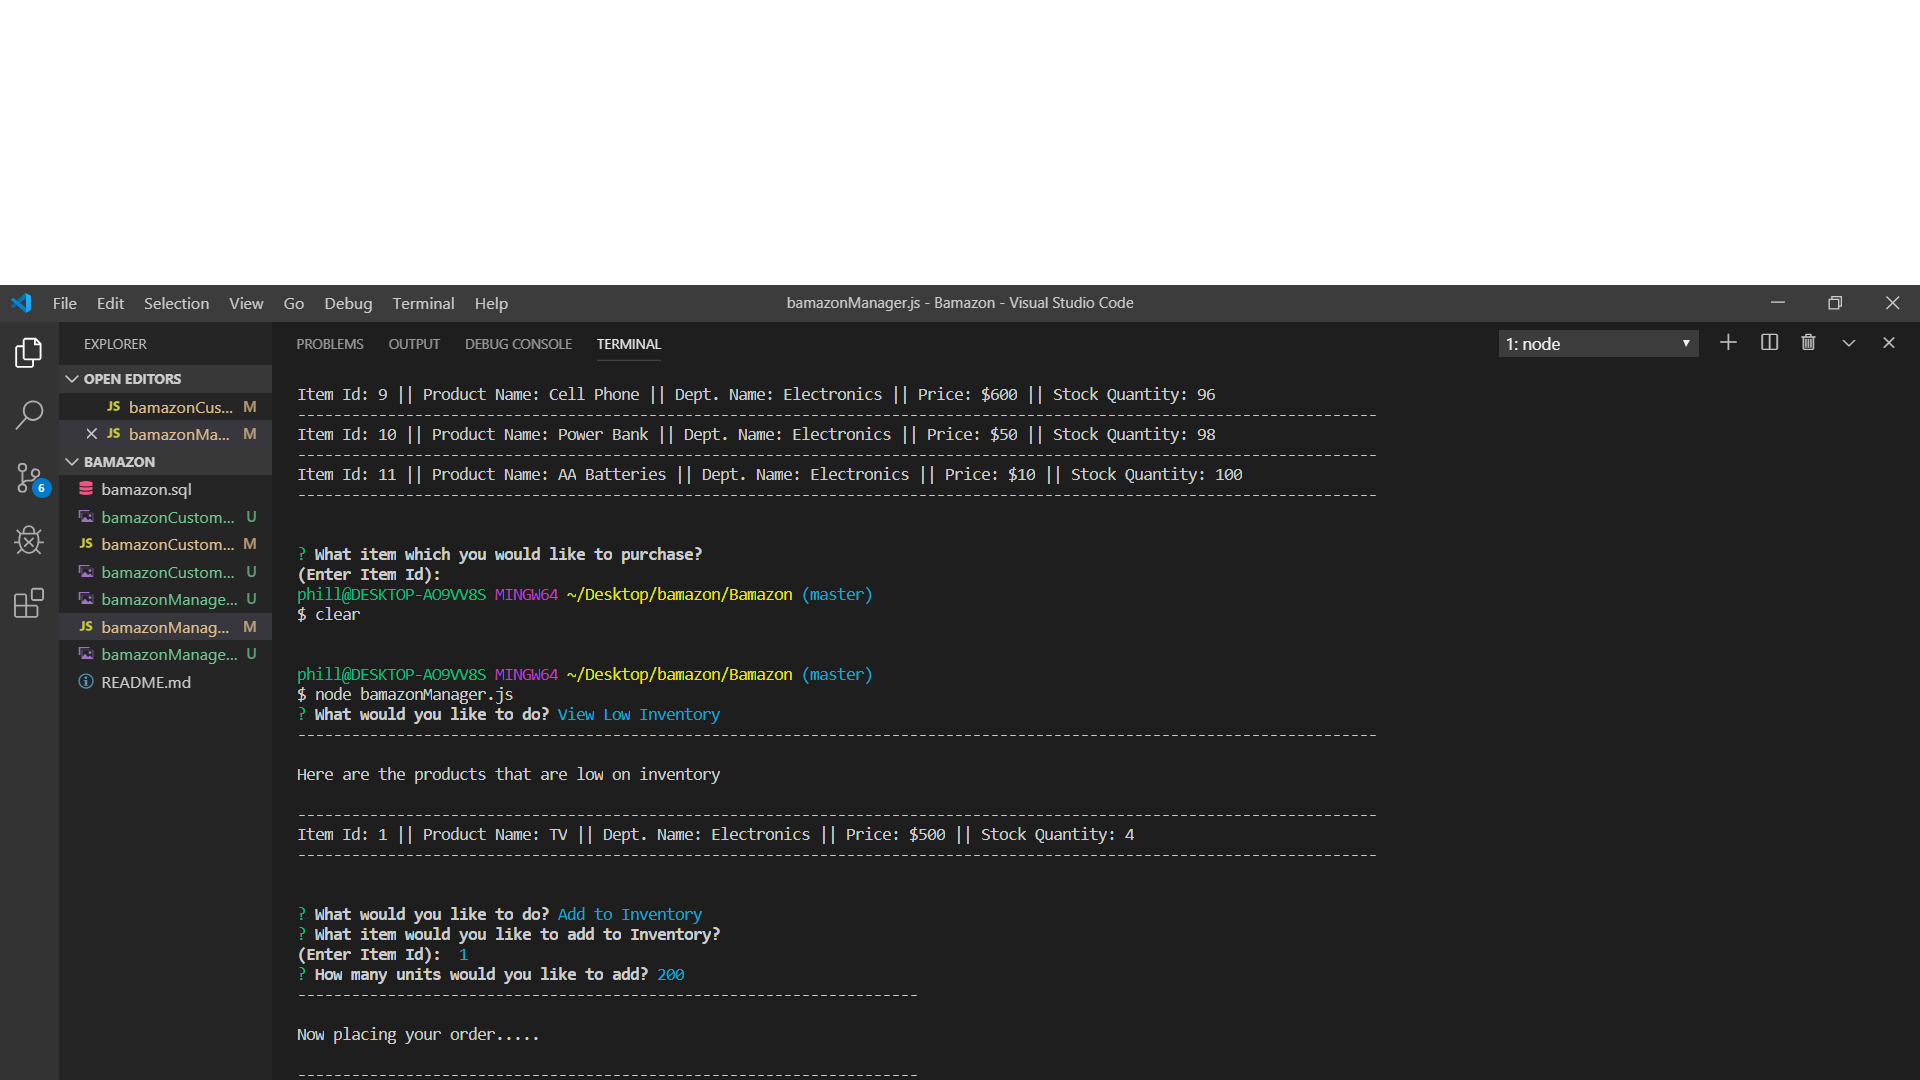 File Edit Selection View Go Debug Terminal Help bamazonManager.js - Bamazon - Visual Studio Code
EXPLORER
OPEN EDITORS
JS bamazonCus... M
JS bamazonMa... M
BAMAZON
bamazon.sql
bamazonCustom... U
JS bamazonCustom... M
bamazonCustom... U
bamazonManage... U
JS bamazonManag... M
bamazonManage... U
README.md
6
PROBLEMS OUTPUT DEBUG CONSOLE TERMINAL 1: node
Item Id: 9 || Product Name: Cell Phone || Dept. Name: Electronics || Price: $600 || Stock Quantity: 96
------------------------------------------------------------------------------------------------------------------------
Item Id: 10 || Product Name: Power Bank || Dept. Name: Electronics || Price: $50 || Stock Quantity: 98
------------------------------------------------------------------------------------------------------------------------
Item Id: 11 || Product Name: AA Batteries || Dept. Name: Electronics || Price: $10 || Stock Quantity: 100
------------------------------------------------------------------------------------------------------------------------
? What item which you would like to purchase?
(Enter Item Id):
phill@DESKTOP-AO9VV8S MINGW64 ~/Desktop/bamazon/Bamazon (master)
$ clear
phill@DESKTOP-AO9VV8S MINGW64 ~/Desktop/bamazon/Bamazon (master)
$ node bamazonManager.js
? What would you like to do? View Low Inventory
------------------------------------------------------------------------------------------------------------------------
Here are the products that are low on inventory
------------------------------------------------------------------------------------------------------------------------
Item Id: 1 || Product Name: TV || Dept. Name: Electronics || Price: $500 || Stock Quantity: 4
------------------------------------------------------------------------------------------------------------------------
? What would you like to do? Add to Inventory
? What item would you like to add to Inventory?
(Enter Item Id):  1
? How many units would you like to add? 200
---------------------------------------------------------------------
Now placing your order.....
---------------------------------------------------------------------